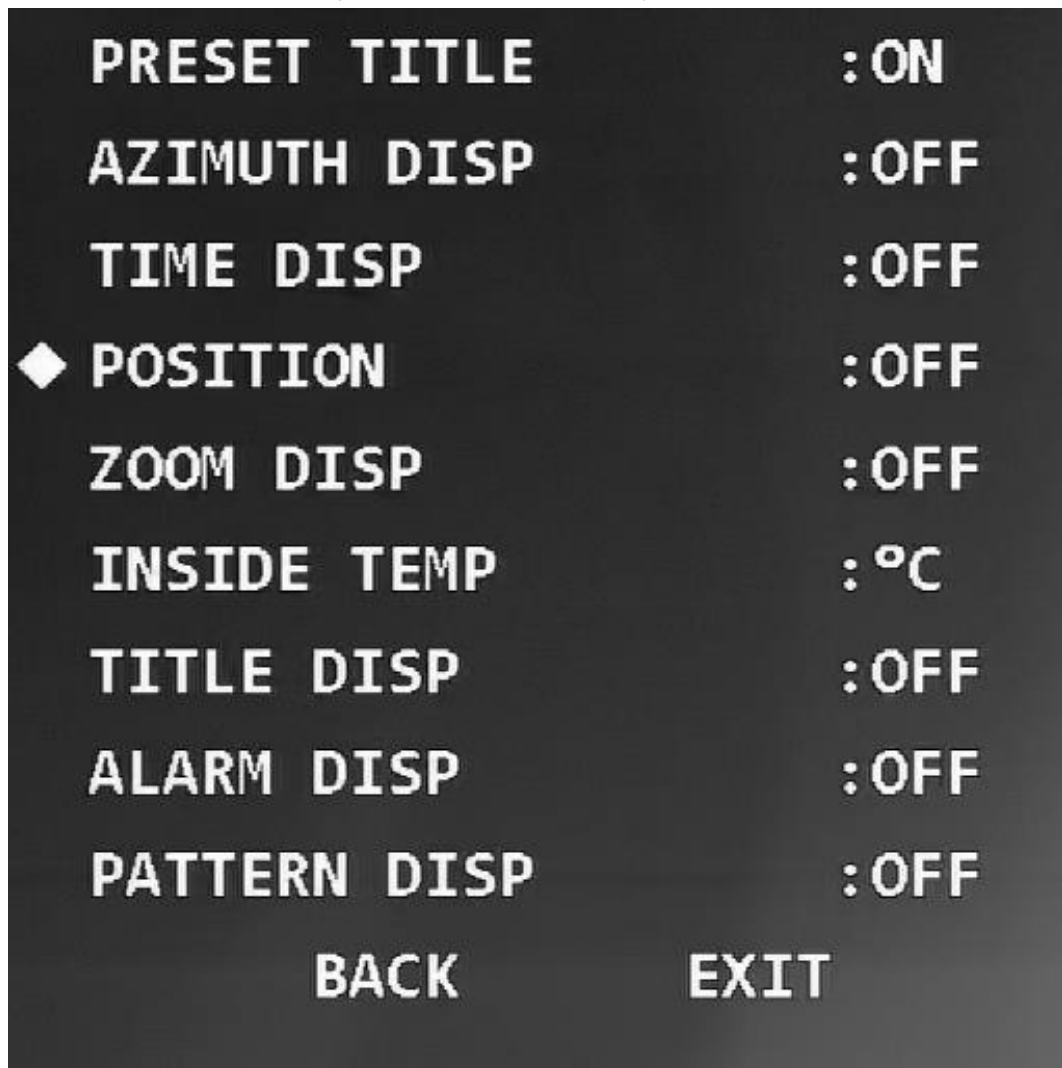 PRESET TITLE :ON
AZIMUTH DISP :OFF
TIME DISP :OFF
POSITION :OFF
ZOOM DISP :OFF
INSIDE TEMP :°C
TITLE DISP :OFF
ALARM DISP :OFF
PATTERN DISP :OFF
BACK EXIT